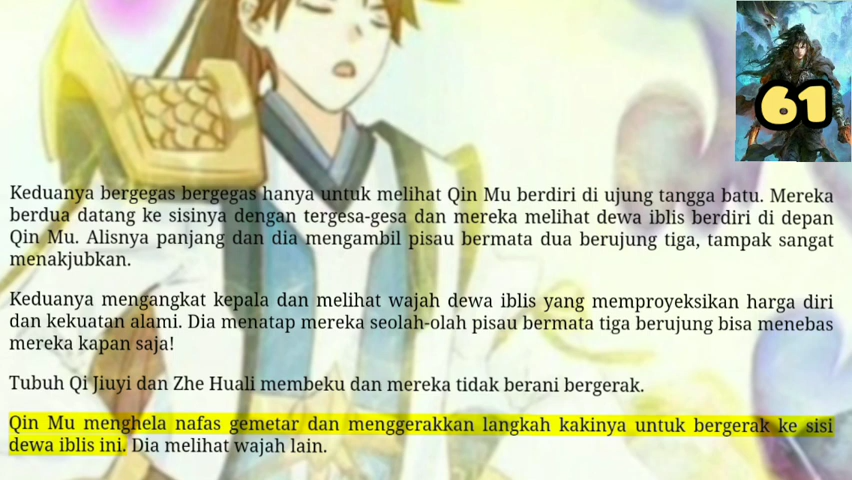 61
Keduanya bergegas bergegas hanya untuk melihat Qin Mu berdiri di ujung tangga batu. Mereka
berdua datang ke sisinya dengan tergesa-gesa dan mereka melihat dewa iblis berdiri di depan
Qin Mu. Alisnya panjang dan dia mengambil pisau bermata dua berujung tiga, tampak sangat
menakjubkan.
Keduanya mengangkat kepala dan melihat wajah dewa iblis yang memproyeksikan harga diri
dan kekuatan alami. Dia menatap mereka seolah-olah pisau bermata tiga berujung bisa menebas
mereka kapan saja!
Tubuh Qi Jiuyi dan Zhe Huali membeku dan mereka tidak berani bergerak.
Qin Mu menghela nafas gemetar dan menggerakkan langkah kakinya untuk bergerak ke sisi
dewa iblis ini. Dia melihat wajah lain.